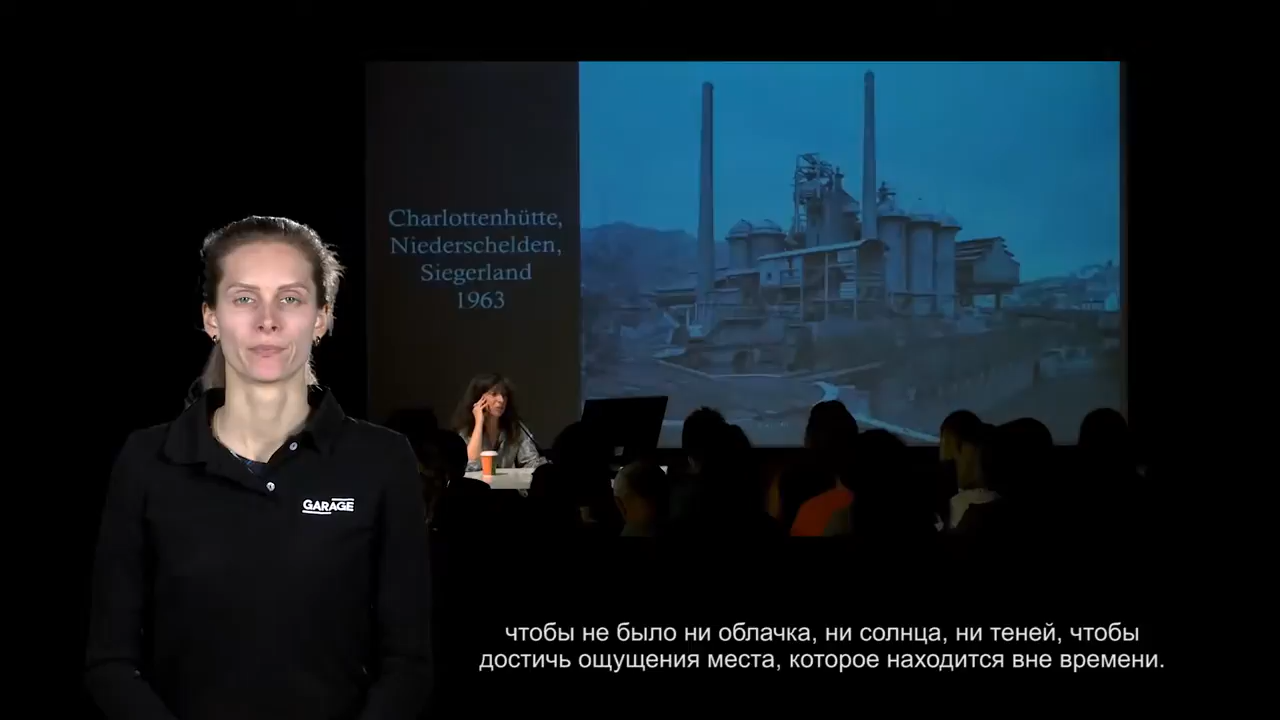 Charlottenhütte,
Niederschelden,
Siegerland
1963
GARAGE
чтобы не было ни облачка, ни солнца, ни теней, чтобы
достичь ощущения места, которое находится вне времени.